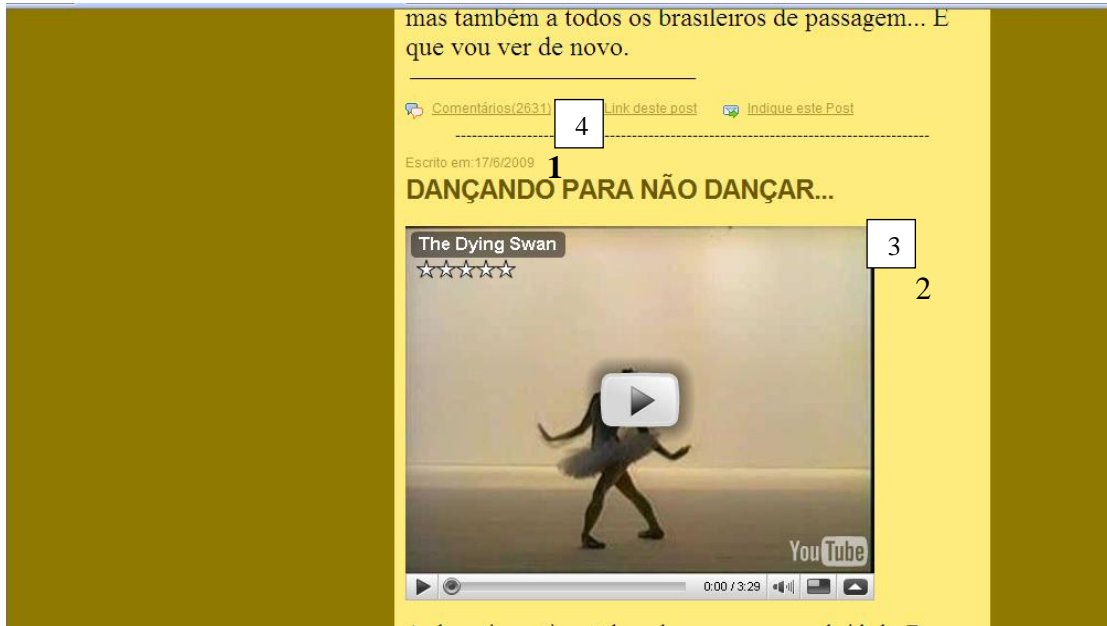 mas também a todos os brasileiros de passagem... E
que vou ver de novo.
Comentários(2631) Link deste post Indique este Post
4
Escrito em:17/6/2009 1
DANÇANDO PARA NÃO DANÇAR...
The Dying Swan
3
2
YouTube
0:00 / 3:29